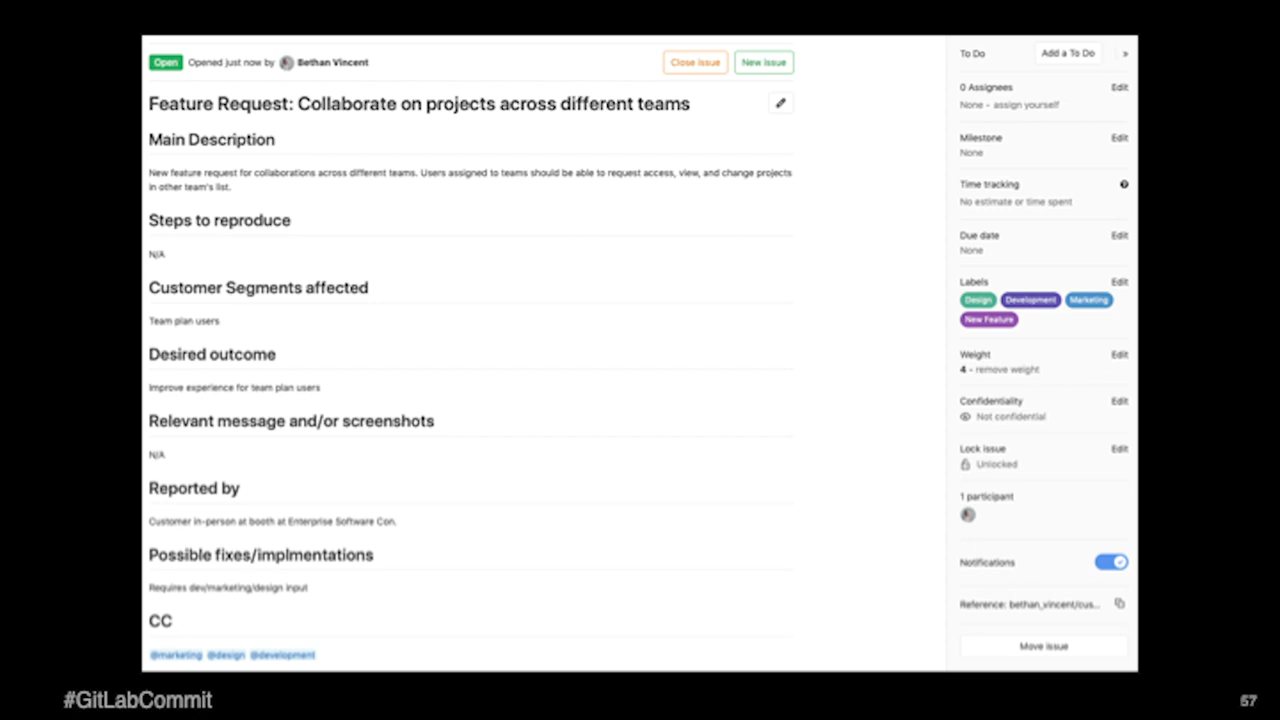 Open Opened just now by Bethan Vincent
Close issue New issue
Feature Request: Collaborate on projects across different teams
Main Description
New feature request for collaborations across different teams. Users assigned to teams should be able to request access, view, and change projects
in other team's list.
Steps to reproduce
N/A
Customer Segments affected
Team plan users
Desired outcome
Improve experience for team plan users
Relevant message and/or screenshots
N/A
Reported by
Customer in-person at booth at Enterprise Software Con.
Possible fixes/implmentations
Requires dev/marketing/design input
CC
@marketing @design @development
To Do Add a To Do »
0 Assignees Edit
None - assign yourself
Milestone Edit
None
Time tracking
No estimate or time spent
Due date Edit
None
Labels Edit
Design Development Marketing
New Feature
Weight Edit
4 - remove weight
Confidentiality Edit
Not confidential
Lock issue Edit
Unlocked
1 participant
Notifications
Reference: bethan_vincent/cus...
Move issue
#GitLabCommit
57